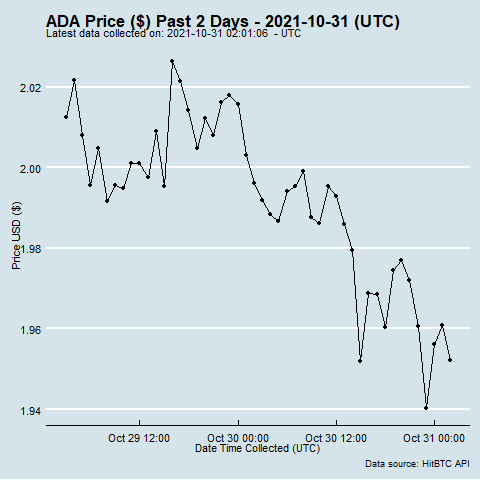 ADA Price ($) Past 2 Days - 2021-10-31 (UTC)
Latest data collected on: 2021-10-31 02:01:06 - UTC
2.02
2.00
1.98
1.96
1.94
Price USD ($)
Oct 29 12:00
Oct 30 00:00
Oct 30 12:00
Oct 31 00:00
Date Time Collected (UTC)
Data source: HitBTC API